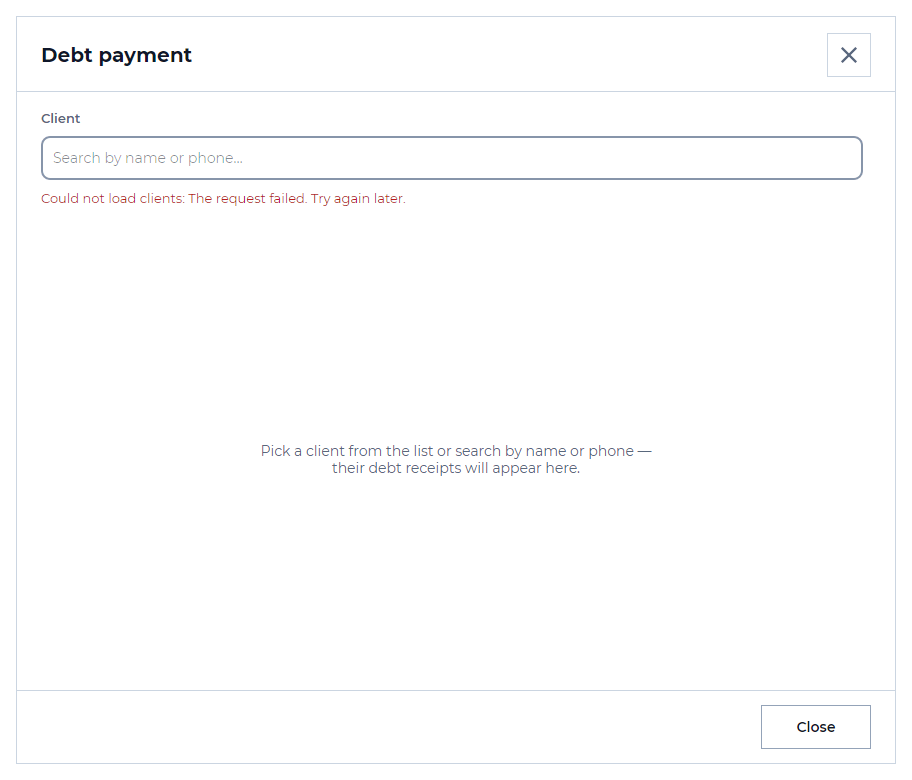 Debt payment
Client
Search by name or phone...
Could not load clients: The request failed. Try again later.
Pick a client from the list or search by name or phone —
their debt receipts will appear here.
Close